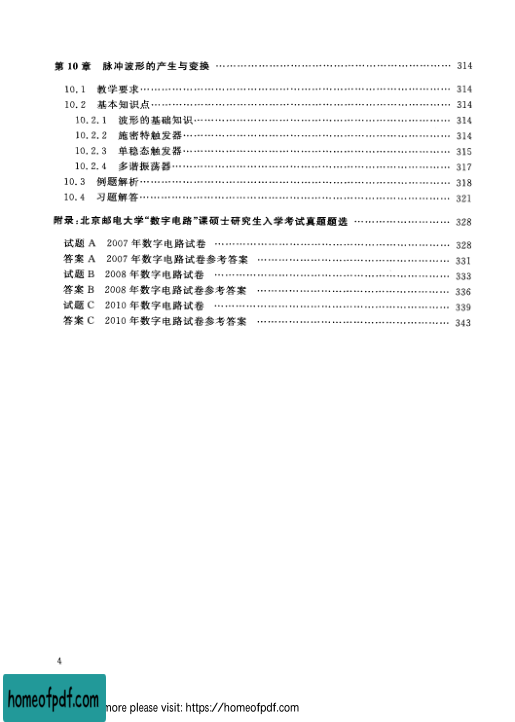 第 10 章 脉冲波形的产生与变换 …………………………………………………… 314
10.1 教学要求…………………………………………………………………… 314
10.2 基本知识点………………………………………………………………… 314
10.2.1 波形的基础知识……………………………………………………… 314
10.2.2 施密特触发器………………………………………………………… 314
10.2.3 单稳态触发器………………………………………………………… 315
10.2.4 多谐振荡器…………………………………………………………… 317
10.3 例题解析…………………………………………………………………… 318
10.4 习题解答…………………………………………………………………… 321
附录:北京邮电大学“数字电路”课硕士研究生入学考试真题题选 …………………… 328
试题 A 2007 年数字电路试卷 …………………………………………………… 328
答案 A 2007 年数字电路试卷参考答案 ………………………………………… 331
试题 B 2008 年数字电路试卷 …………………………………………………… 333
答案 B 2008 年数字电路试卷参考答案 ………………………………………… 336
试题 C 2010 年数字电路试卷 …………………………………………………… 339
答案 C 2010 年数字电路试卷参考答案 ………………………………………… 343
4
homeofpdf.com
more please visit: https://homeofpdf.com